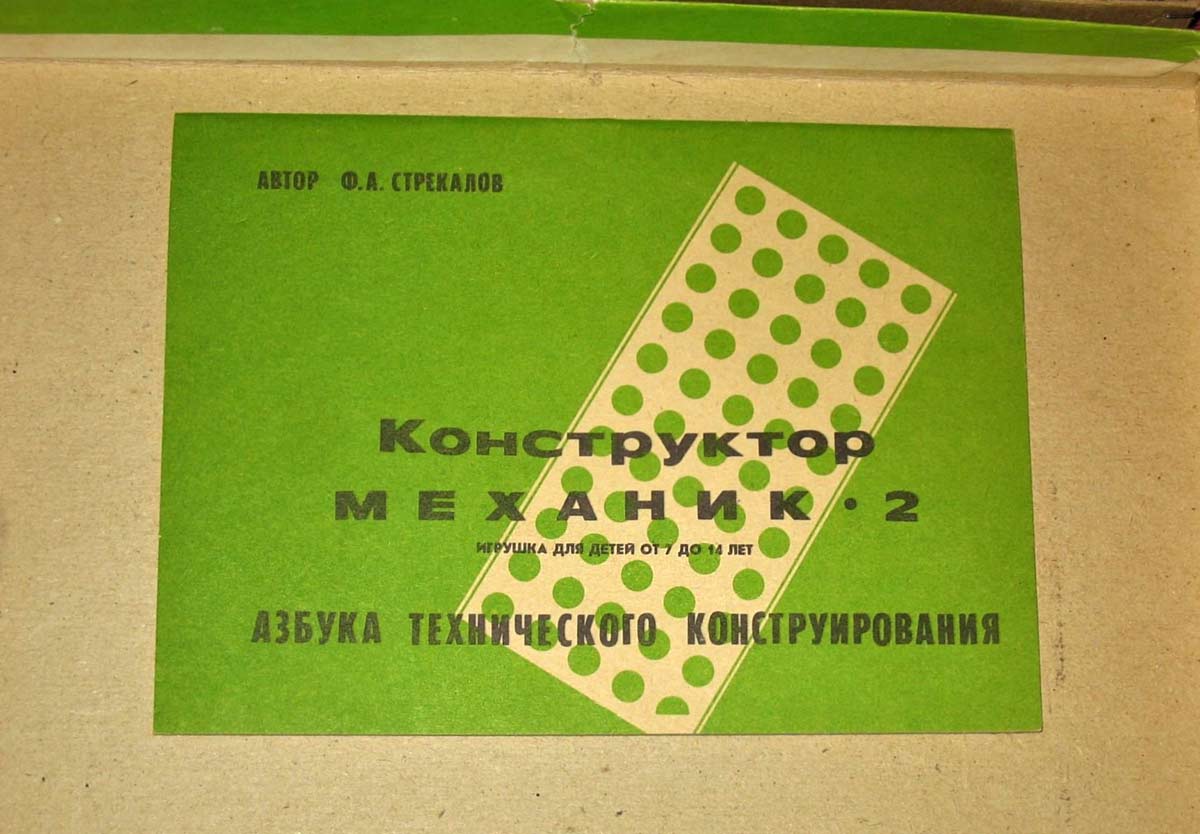 АВТОР Ф.А. СТРЕКАЛОВ
Конструктор
МЕХАНИК · 2
ИГРУШКА ДЛЯ ДЕТЕЙ ОТ 7 ДО 14 ЛЕТ
АЗБУКА ТЕХНИЧЕСКОГО КОНСТРУИРОВАНИЯ